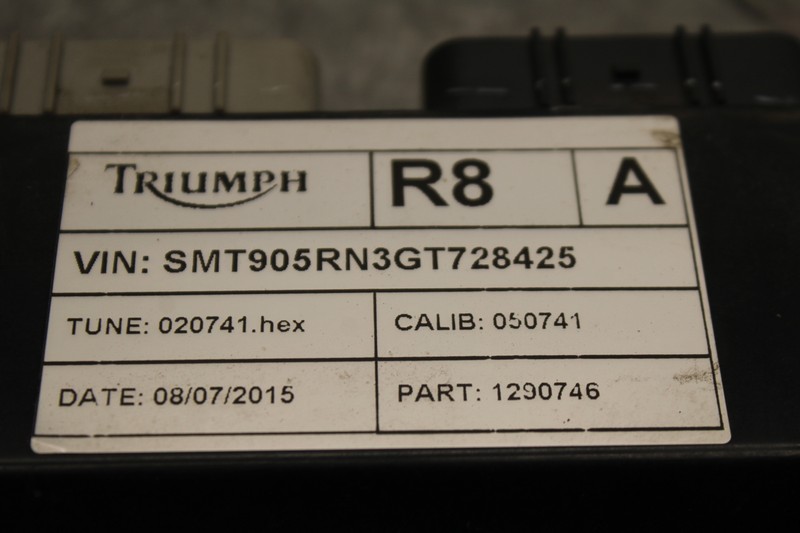 TRIUMPH R8 A
VIN: SMT905RN3GT728425
TUNE: 020741.hex CALIB: 050741
DATE: 08/07/2015 PART: 1290746